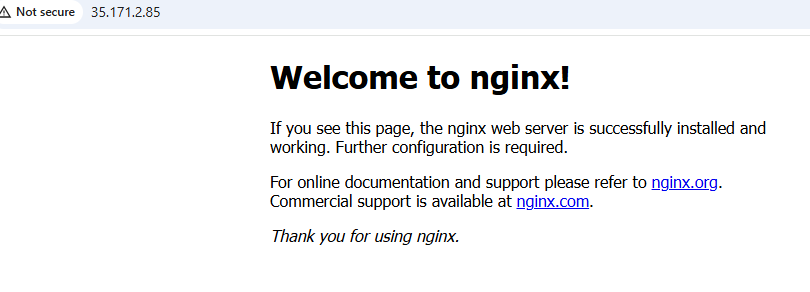 Not secure 35.171.2.85
Welcome to nginx!
If you see this page, the nginx web server is successfully installed and
working. Further configuration is required.
For online documentation and support please refer to nginx.org.
Commercial support is available at nginx.com.
Thank you for using nginx.